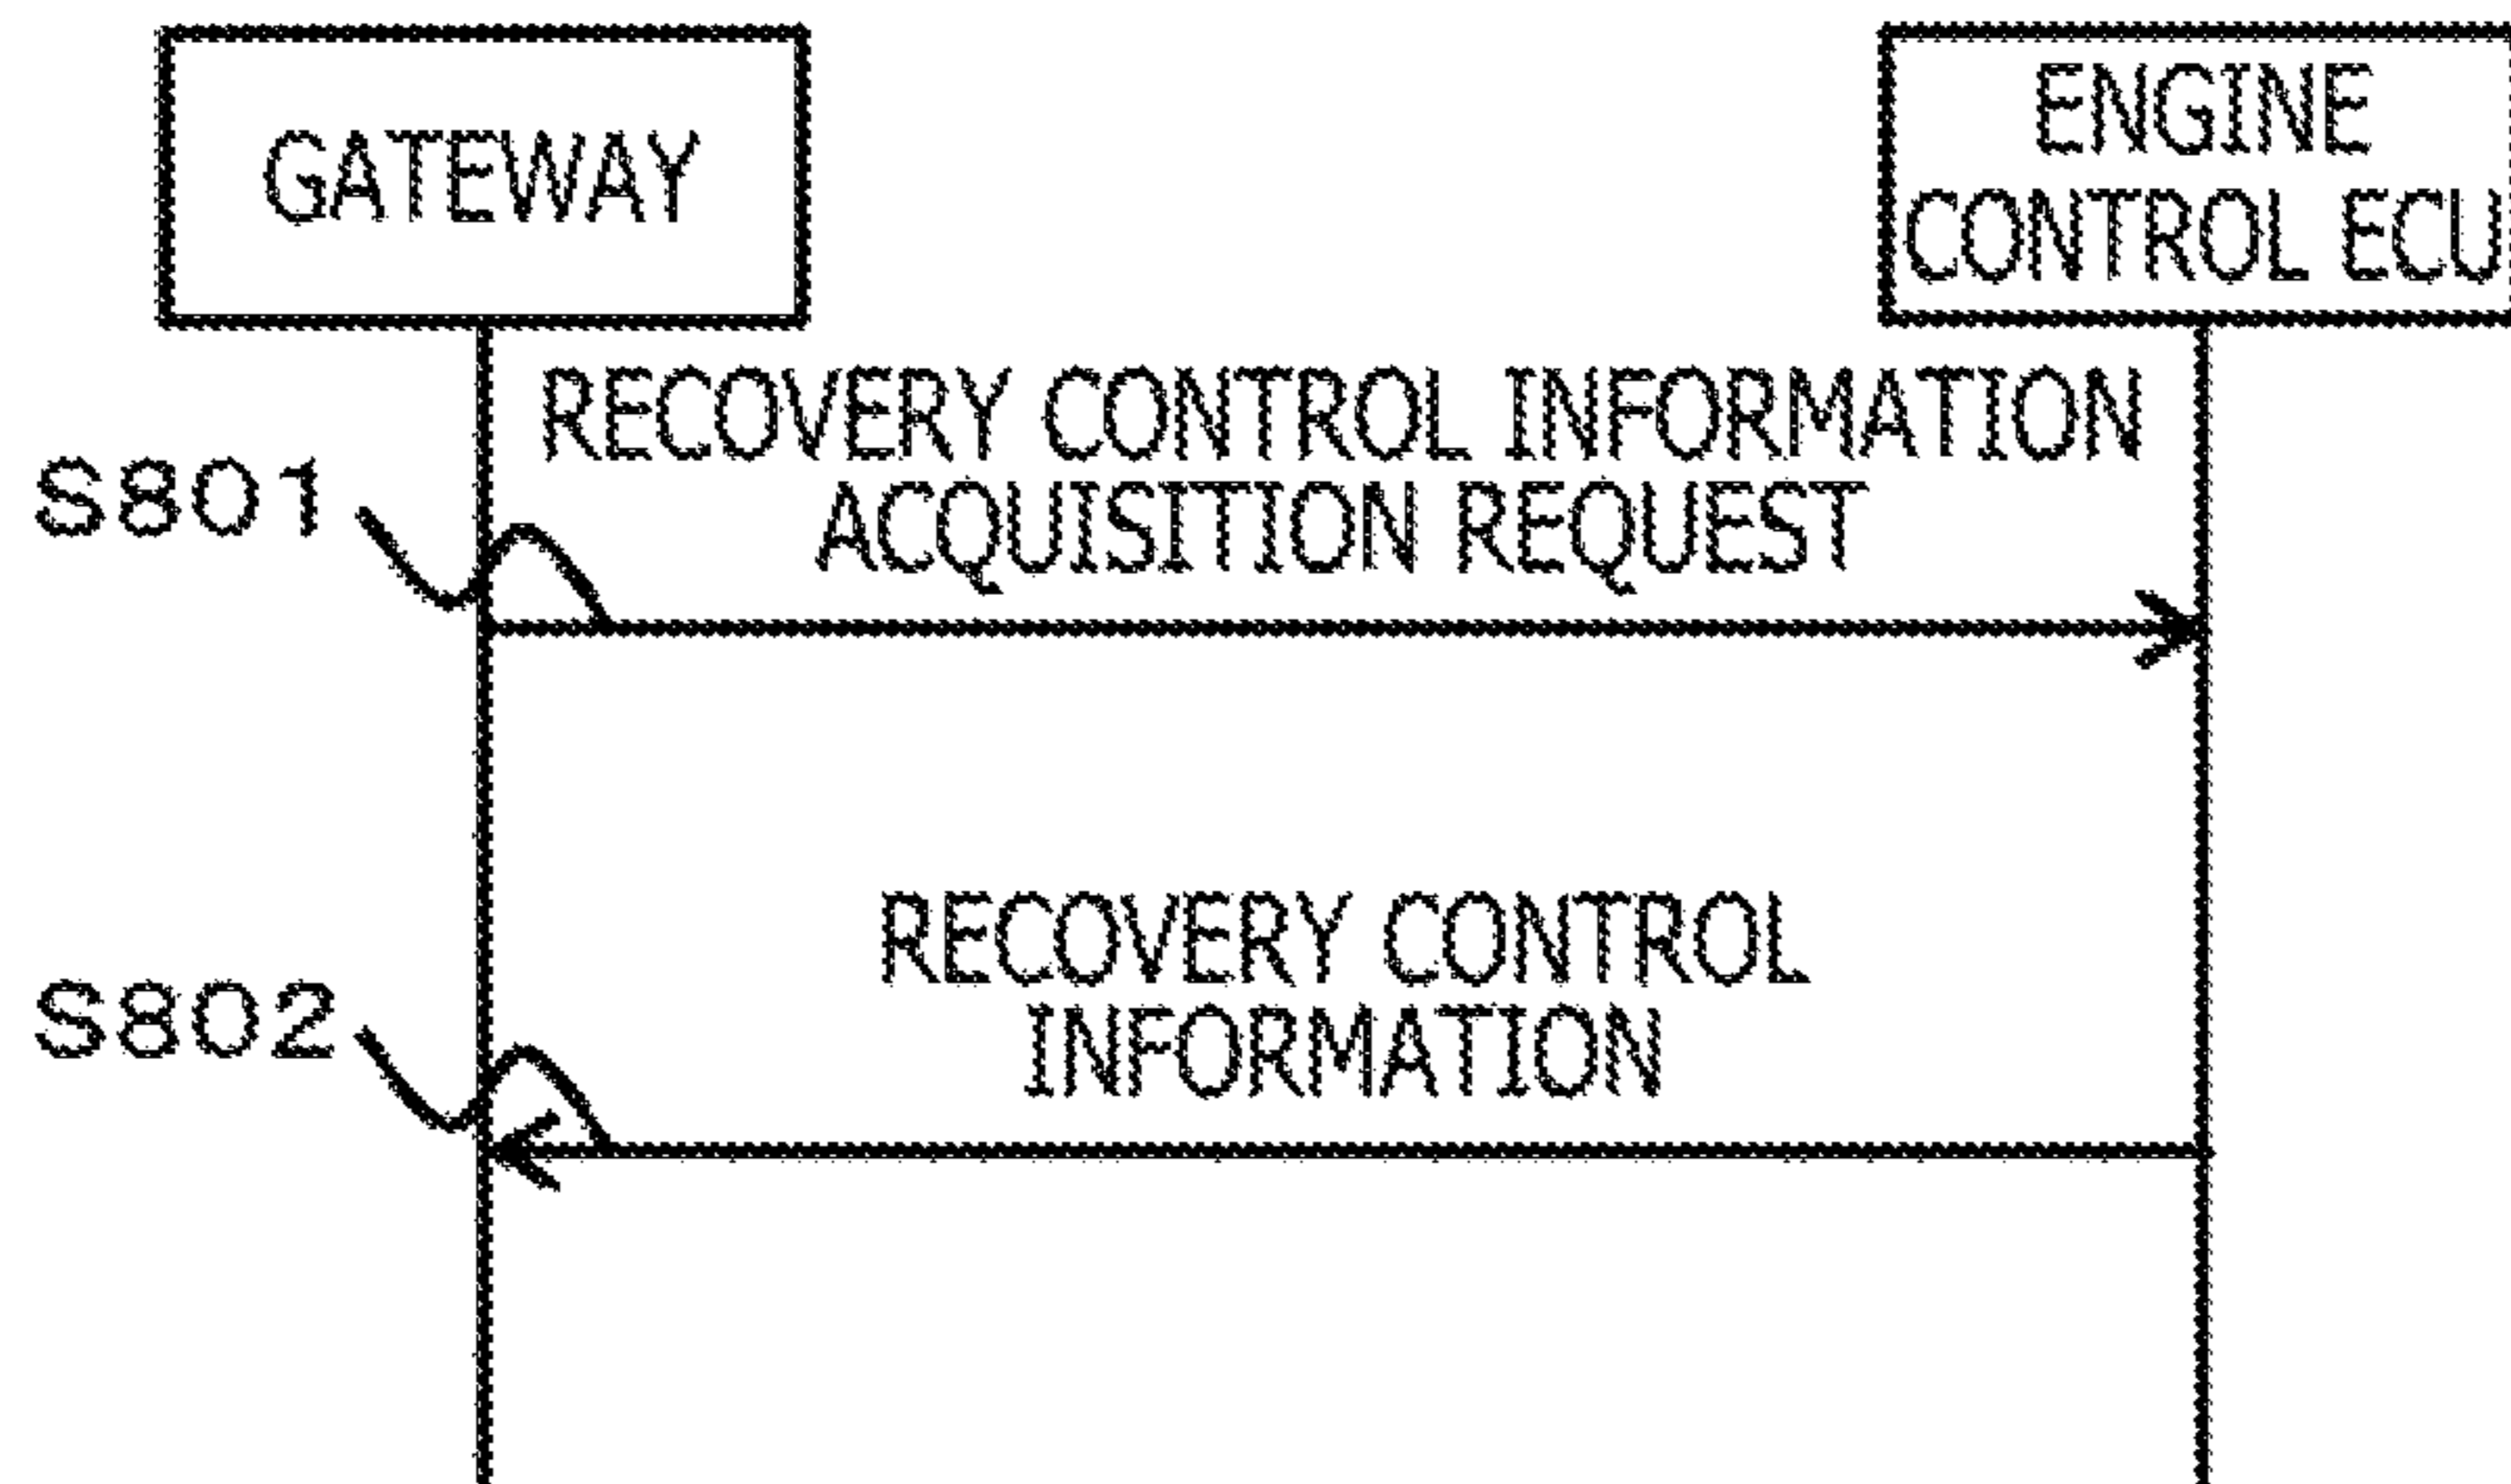 GATEWAY
ENGINE
CONTROL ECU
RECOVERY CONTROL INFORMATION
ACQUISITION REQUEST
S801
RECOVERY CONTROL
INFORMATION
S802